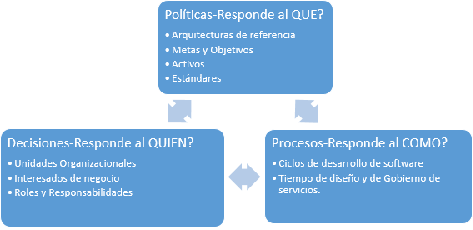 Políticas-Responde al QUE?
• Arquitecturas de referencia
• Metas y Objetivos
• Activos
• Estándares
Decisiones-Responde al QUIEN?
• Unidades Organizacionales
• Interesados de negocio
• Roles y Responsabilidades
Procesos-Responde al COMO?
• Ciclos de desarrollo de software
• Tiempo de diseño y de Gobierno de
servicios.